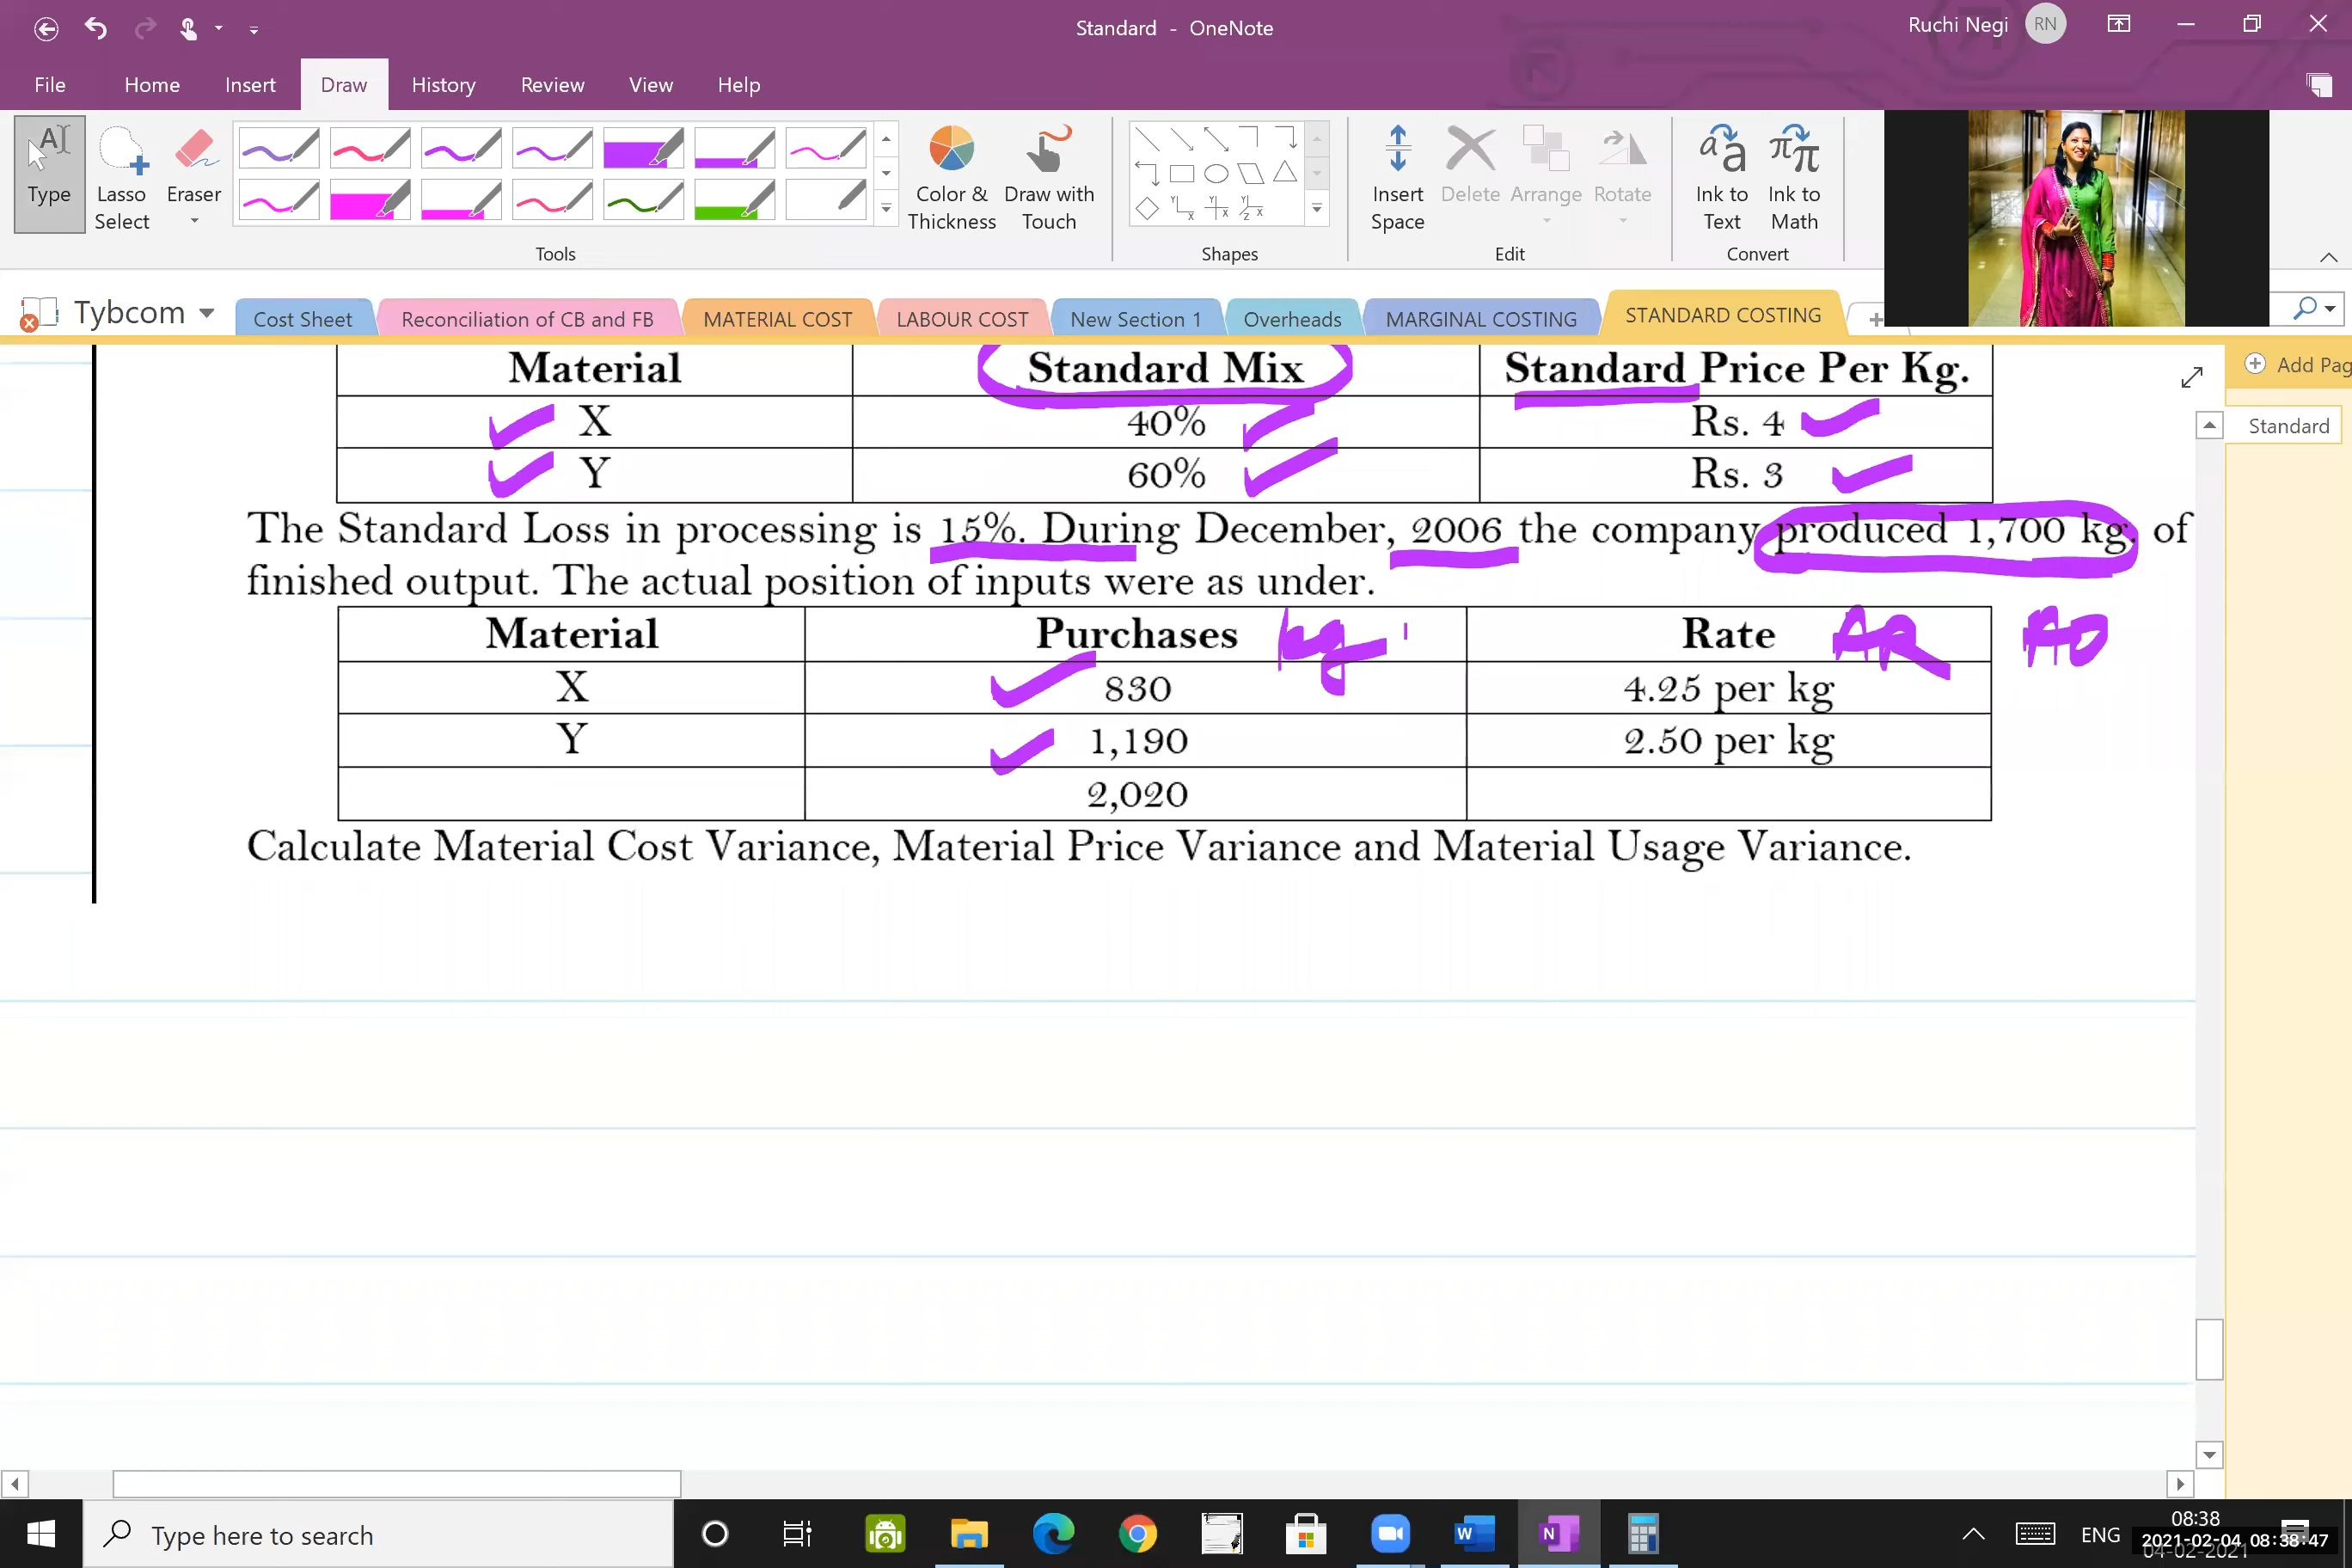 Standard - OneNote
Ruchi Negi RN
File Home Insert Draw History Review View Help
Type Lasso Select Eraser
Color & Thickness Draw with Touch
Insert Space Delete Arrange Rotate
Ink to Text Ink to Math
Tools Shapes Edit Convert
Tybcom Cost Sheet Reconciliation of CB and FB MATERIAL COST LABOUR COST New Section 1 Overheads MARGINAL COSTING STANDARD COSTING
Add Pag
Standard
Material Standard Mix Standard Price Per Kg.
X 40% Rs. 4
Y 60% Rs. 3
The Standard Loss in processing is 15%. During December, 2006 the company produced 1,700 kg. of
finished output. The actual position of inputs were as under.
Material Purchases kg Rate AR AO
X 830 4.25 per kg
Y 1,190 2.50 per kg
2,020
Calculate Material Cost Variance, Material Price Variance and Material Usage Variance.
Type here to search
ENG
08:38
2021-02-04 08:38:47
04-02-2021